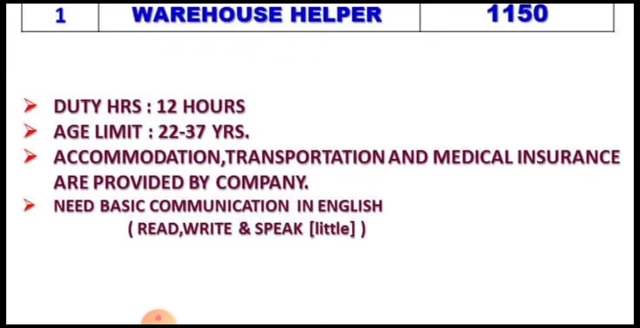 1 WAREHOUSE HELPER 1150
➢ DUTY HRS : 12 HOURS
➢ AGE LIMIT : 22-37 YRS.
➢ ACCOMMODATION,TRANSPORTATION AND MEDICAL INSURANCE
ARE PROVIDED BY COMPANY.
➢ NEED BASIC COMMUNICATION IN ENGLISH
( READ,WRITE & SPEAK [little] )